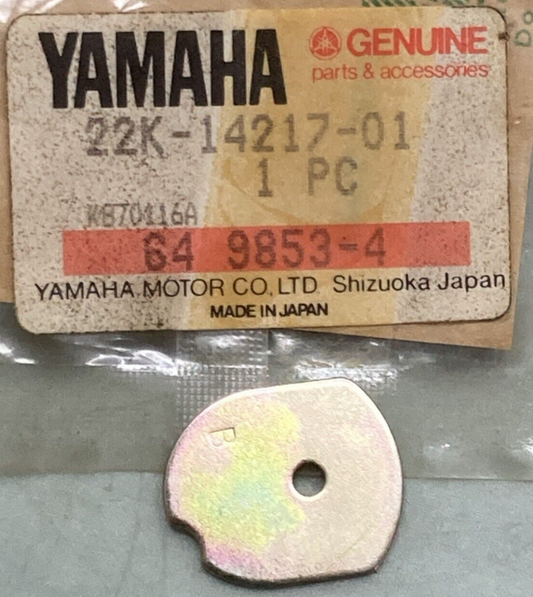 YAMAHA
GENUINE
parts & accessories
22K-14217-01
1 PC
K870116A
64 9853-4
YAMAHA MOTOR CO., LTD. Shizuoka Japan
MADE IN JAPAN
B